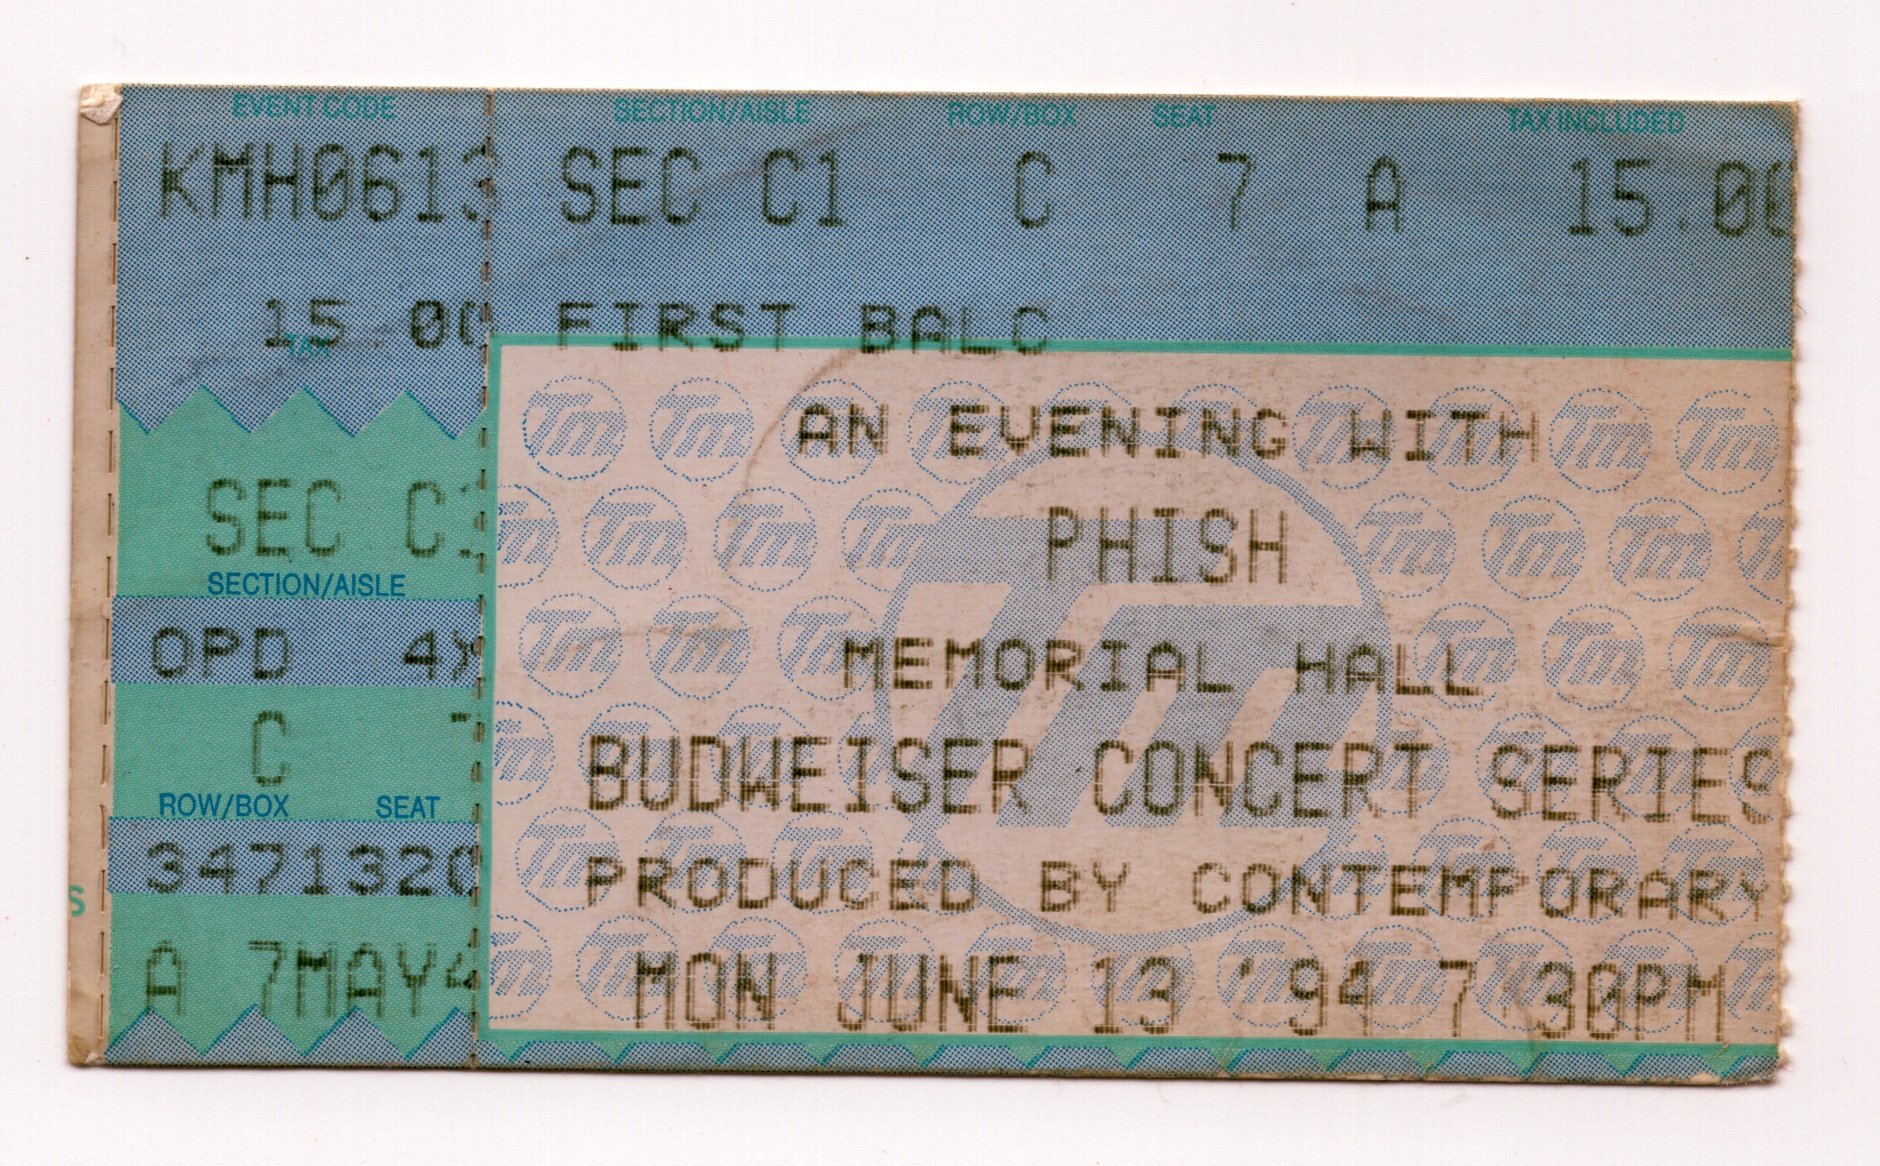 EVENT CODE SECTION/AISLE ROW/BOX SEAT TAX INCLUDED
KMH0613 SEC C1 C 7 A 15.00
15.00 FIRST BALC
TAX
AN EVENING WITH
SEC C1 PHISH
SECTION/AISLE
OPD 4X MEMORIAL HALL
C 7 BUDWEISER CONCERT SERIES
ROW/BOX SEAT
3471320 PRODUCED BY CONTEMPORARY
A 7MAY4 MON JUNE 13 '94 7:30PM
S